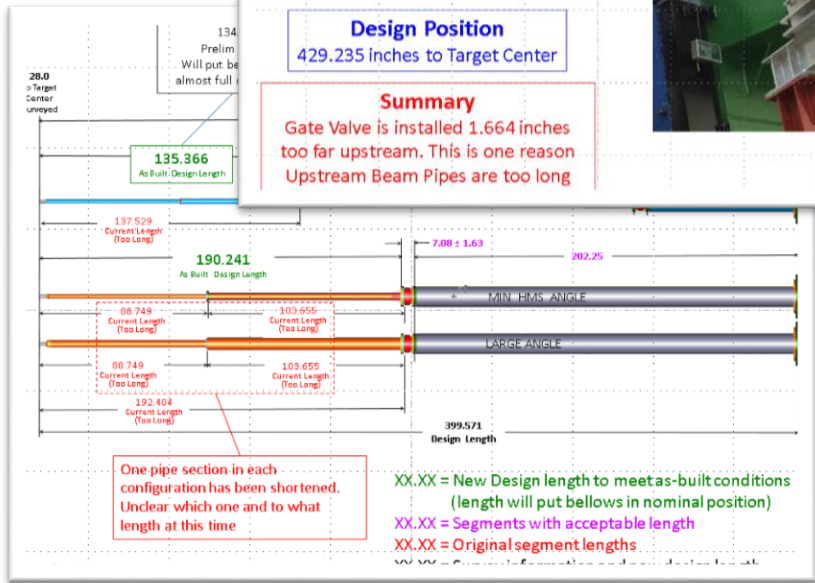 Design Position
429.235 inches to Target Center
Summary
Gate Valve is installed 1.664 inches
too far upstream. This is one reason
Upstream Beam Pipes are too long
134.
Prelim
Will put be
almost full
28.0
Target
Center
urveyed
135.366
As Built Design Length
137.529
Current Length
(Too Long)
7.08 ± 1.63
190.241
As Built Design Length
202.25
MIN HMS ANGLE
88.749
Current Length
(Too Long)
103.655
Current Length
(Too Long)
LARGE ANGLE
88.749
Current Length
(Too Long)
103.655
Current Length
(Too Long)
192.404
Current Length
(Too Long)
399.571
Design Length
One pipe section in each
configuration has been shortened.
Unclear which one and to what
length at this time
XX.XX = New Design length to meet as-built conditions
(length will put bellows in nominal position)
XX.XX = Segments with acceptable length
XX.XX = Original segment lengths